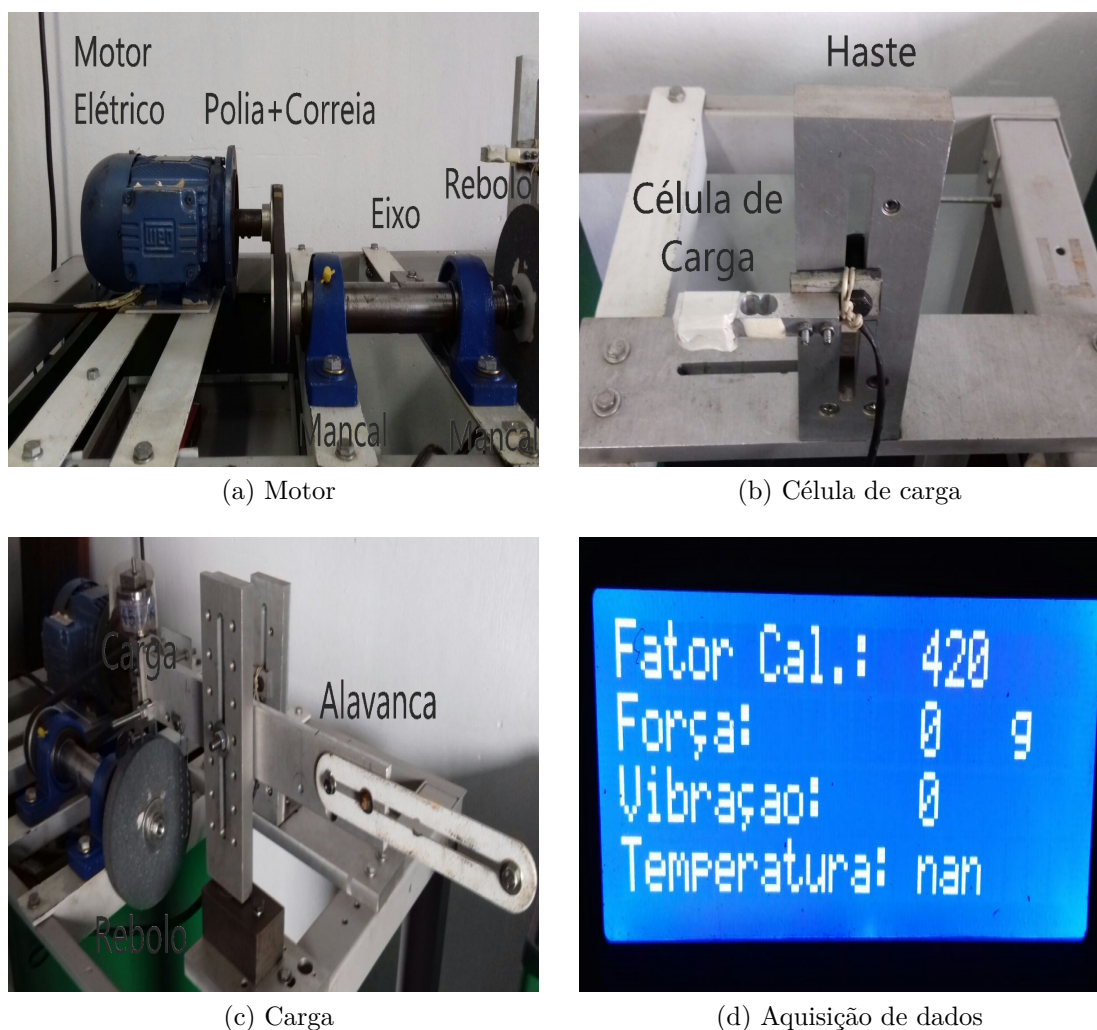 Motor
Elétrico
Polia+Correia
Rebolo
Eixo
WEG
Mancal
Mancal
(a) Motor
Haste
Célula de
Carga
(b) Célula de carga
Carga
Alavanca
Rebolo
(c) Carga
Fator Cal.: 420
Força: 0 g
Vibraçao: 0
Temperatura: nan
(d) Aquisição de dados